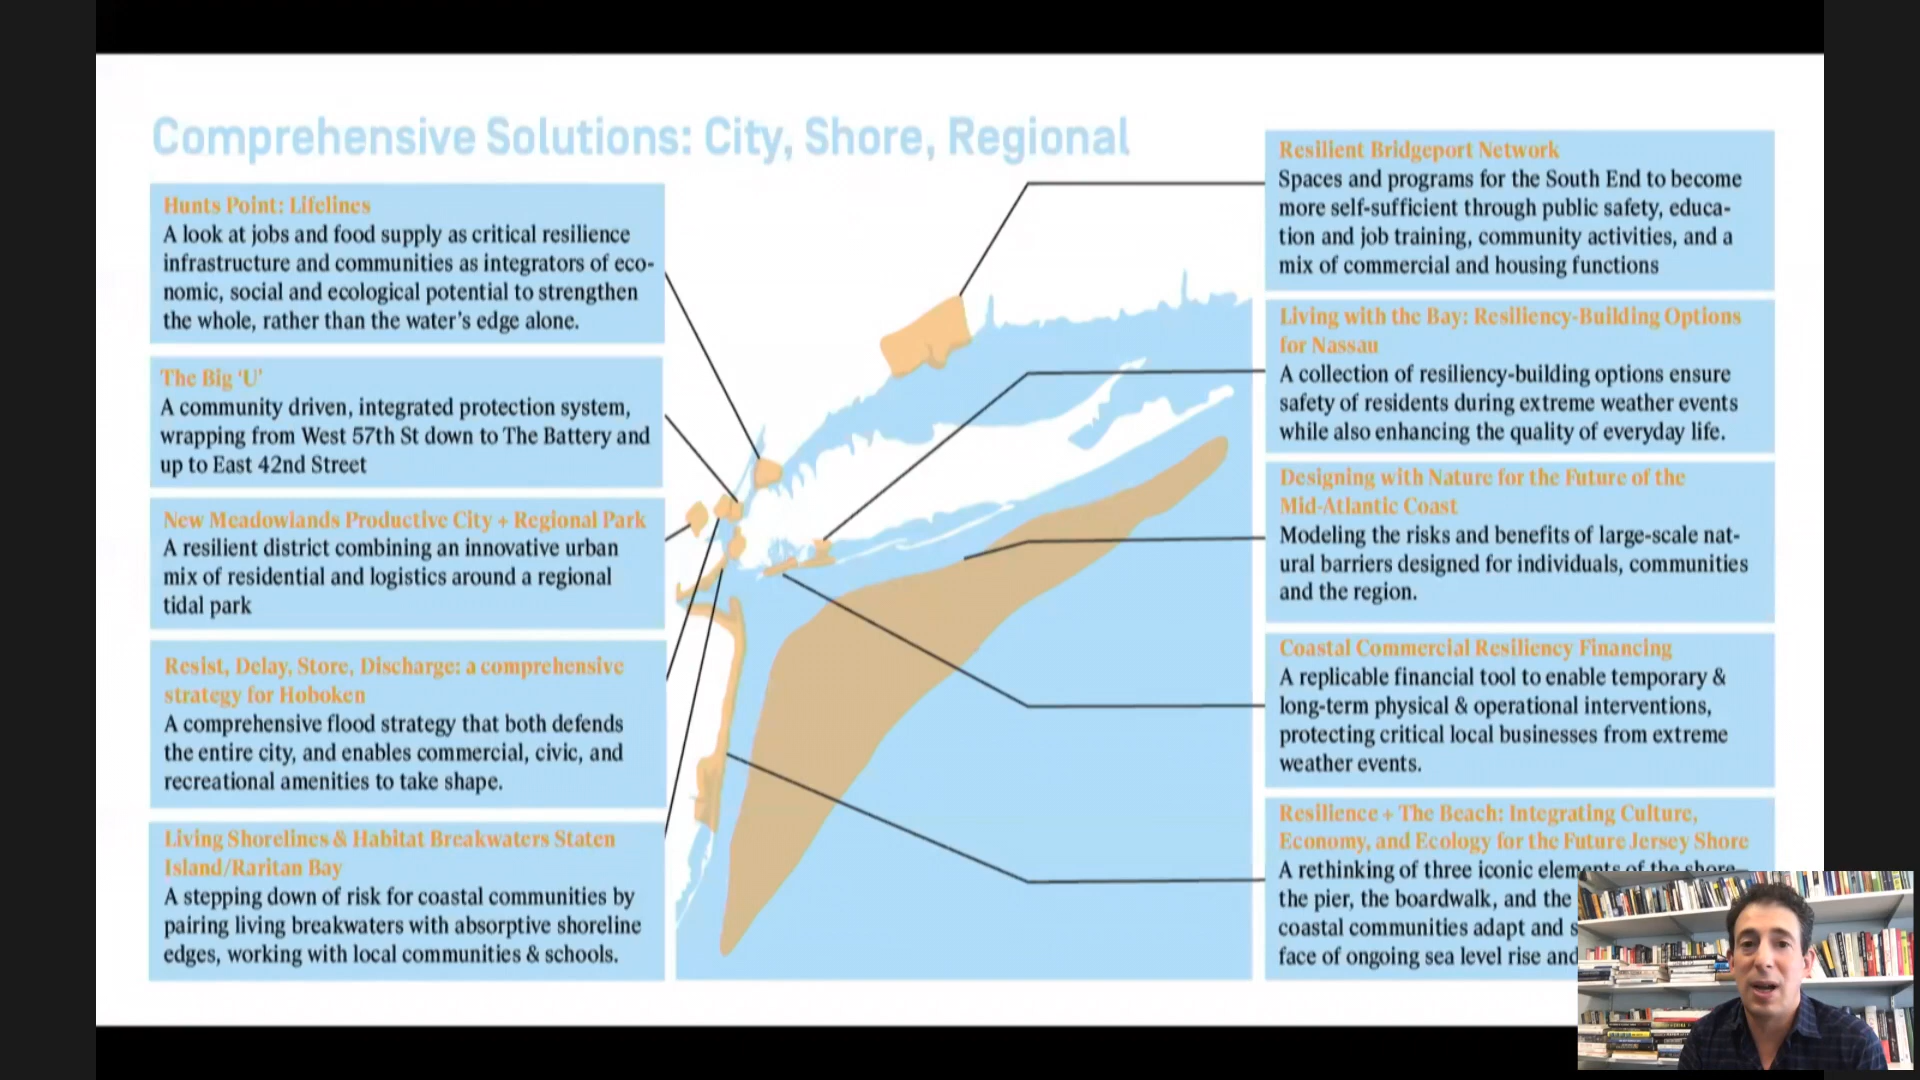 Comprehensive Solutions: City, Shore, Regional
Hunts Point: Lifelines
A look at jobs and food supply as critical resilience
infrastructure and communities as integrators of eco-
nomic, social and ecological potential to strengthen
the whole, rather than the water's edge alone.
The Big 'U'
A community driven, integrated protection system,
wrapping from West 57th St down to The Battery and
up to East 42nd Street
New Meadowlands Productive City + Regional Park
A resilient district combining an innovative urban
mix of residential and logistics around a regional
tidal park
Resist, Delay, Store, Discharge: a comprehensive
strategy for Hoboken
A comprehensive flood strategy that both defends
the entire city, and enables commercial, civic, and
recreational amenities to take shape.
Living Shorelines & Habitat Breakwaters Staten
Island/Raritan Bay
A stepping down of risk for coastal communities by
pairing living breakwaters with absorptive shoreline
edges, working with local communities & schools.
Resilient Bridgeport Network
Spaces and programs for the South End to become
more self-sufficient through public safety, educa-
tion and job training, community activities, and a
mix of commercial and housing functions
Living with the Bay: Resiliency-Building Options
for Nassau
A collection of resiliency-building options ensure
safety of residents during extreme weather events
while also enhancing the quality of everyday life.
Designing with Nature for the Future of the
Mid-Atlantic Coast
Modeling the risks and benefits of large-scale nat-
ural barriers designed for individuals, communities
and the region.
Coastal Commercial Resiliency Financing
A replicable financial tool to enable temporary &
long-term physical & operational interventions,
protecting critical local businesses from extreme
weather events.
Resilience + The Beach: Integrating Culture,
Economy, and Ecology for the Future Jersey Shore
A rethinking of three iconic elements of the shore
the pier, the boardwalk, and the
coastal communities adapt and
face of ongoing sea level rise and